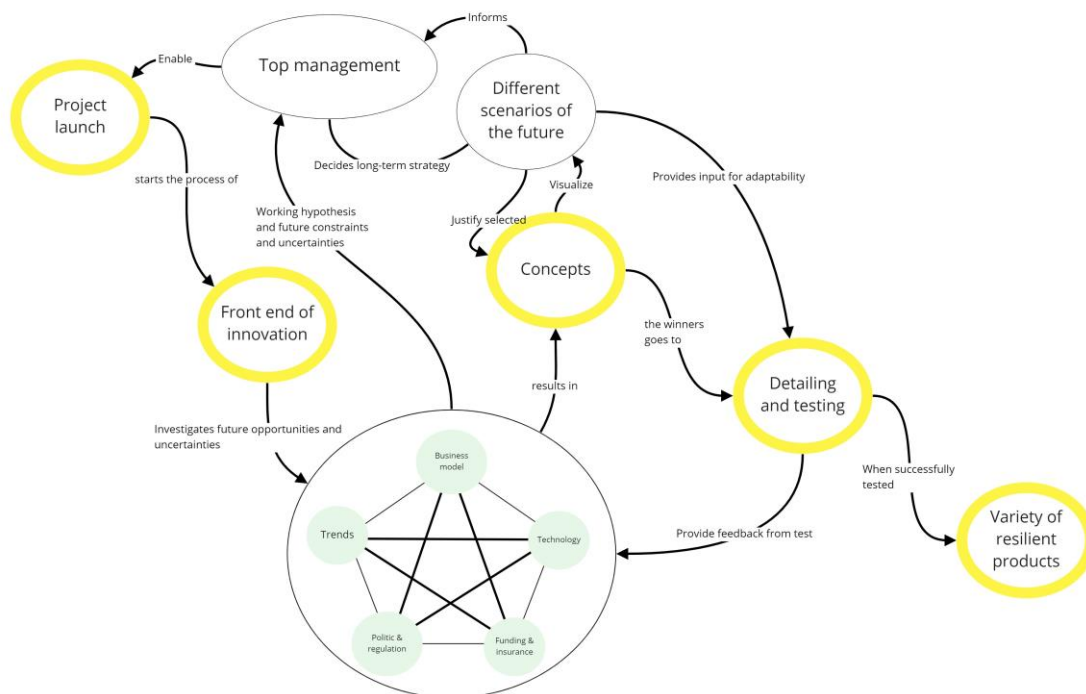 Informs
Enable
Top management
Different
scenarios of
the future
Project
launch
Decides long-term strategy
starts the process of
Provides input for adaptability
Visualize
Justify selected
Working hypothesis
and future constraints
and uncertainties
Concepts
Front end of
innovation
the winners
goes to
results in
Detailing
and testing
Investigates future opportunities and
uncertainties
Business
model
When successfully
tested
Trends
Technology
Provide feedback from test
Variety of
resilient
products
Politic &
regulation
Funding &
insurance